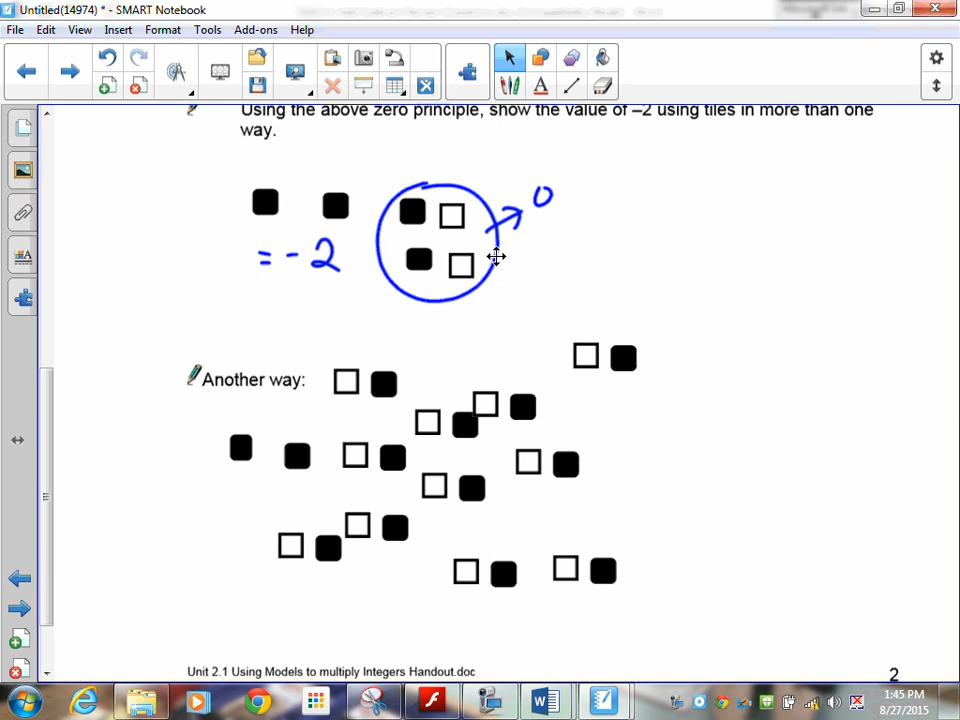 Untitled(14974) * - SMART Notebook
File Edit View Insert Format Tools Add-ons Help
Using the above zero principle, show the value of –2 using tiles in more than one
way.
0
= - 2
Another way:
Unit 2.1 Using Models to multiply Integers Handout.doc
2
1:45 PM
8/27/2015